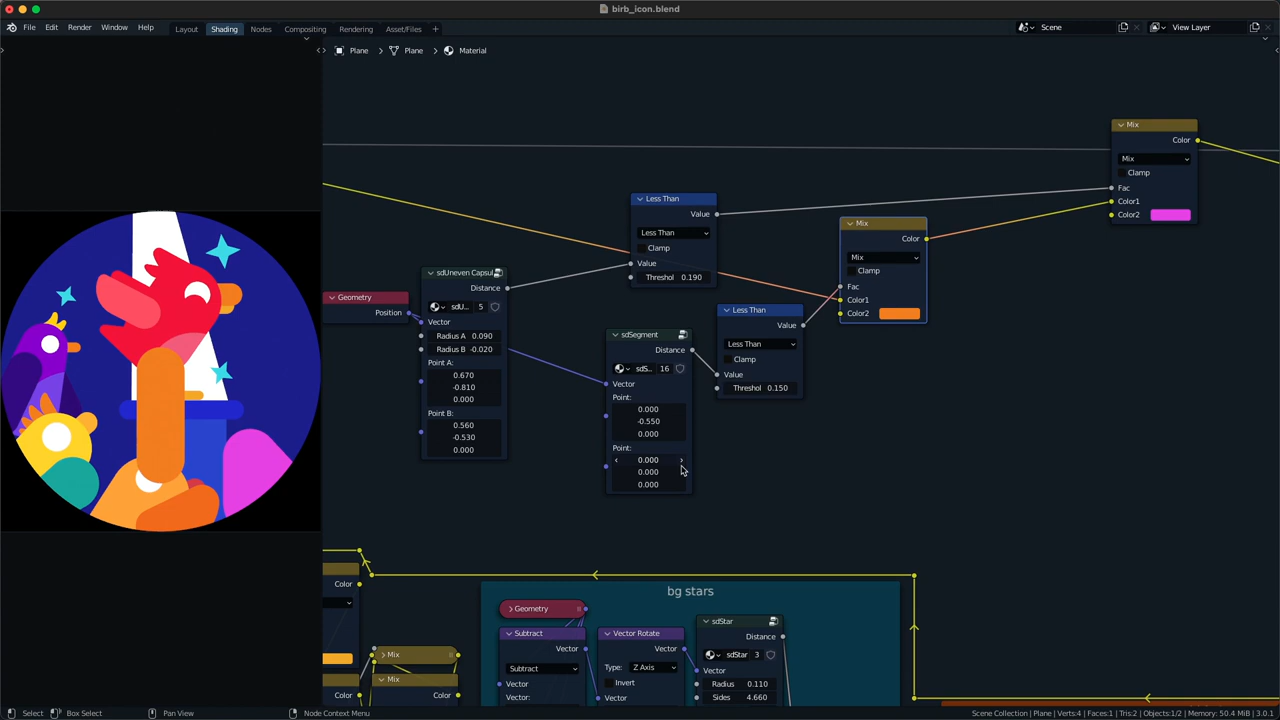 birb_icon.blend
File Edit Render Window Help Layout Shading Nodes Compositing Rendering Asset/Files + Scene View Layer
Plane > Plane > Material
Mix
Color
Mix
Clamp
Fac
Color1
Color2
Less Than
Value
Less Than
Clamp
Value
Threshol 0.190
Mix
Color
Mix
Clamp
Fac
Color1
Color2
Geometry
Position
sdUneven Capsul
Distance
sdU... 5
Vector
Radius A 0.090
Radius B -0.020
Point A:
0.670
-0.810
0.000
Point B:
0.560
-0.530
0.000
sdSegment
Distance
sdS... 16
Vector
Point:
0.000
-0.550
0.000
Point:
0.000
0.000
0.000
Less Than
Value
Less Than
Clamp
Value
Threshol 0.150
Color
Mix
Mix
Color
bg stars
Geometry
Subtract
Vector
Subtract
Vector
Vector:
Vector Rotate
Vector
Type: Z Axis
Invert
Vector
sdStar
Distance
sdStar 3
Vector
Radius 0.110
Sides 4.660
Select Box Select Pan View Node Context Menu Scene Collection | Plane | Verts:4 | Faces:1 | Tris:2 | Objects:1/2 | Memory: 50.4 MiB | 3.0.1